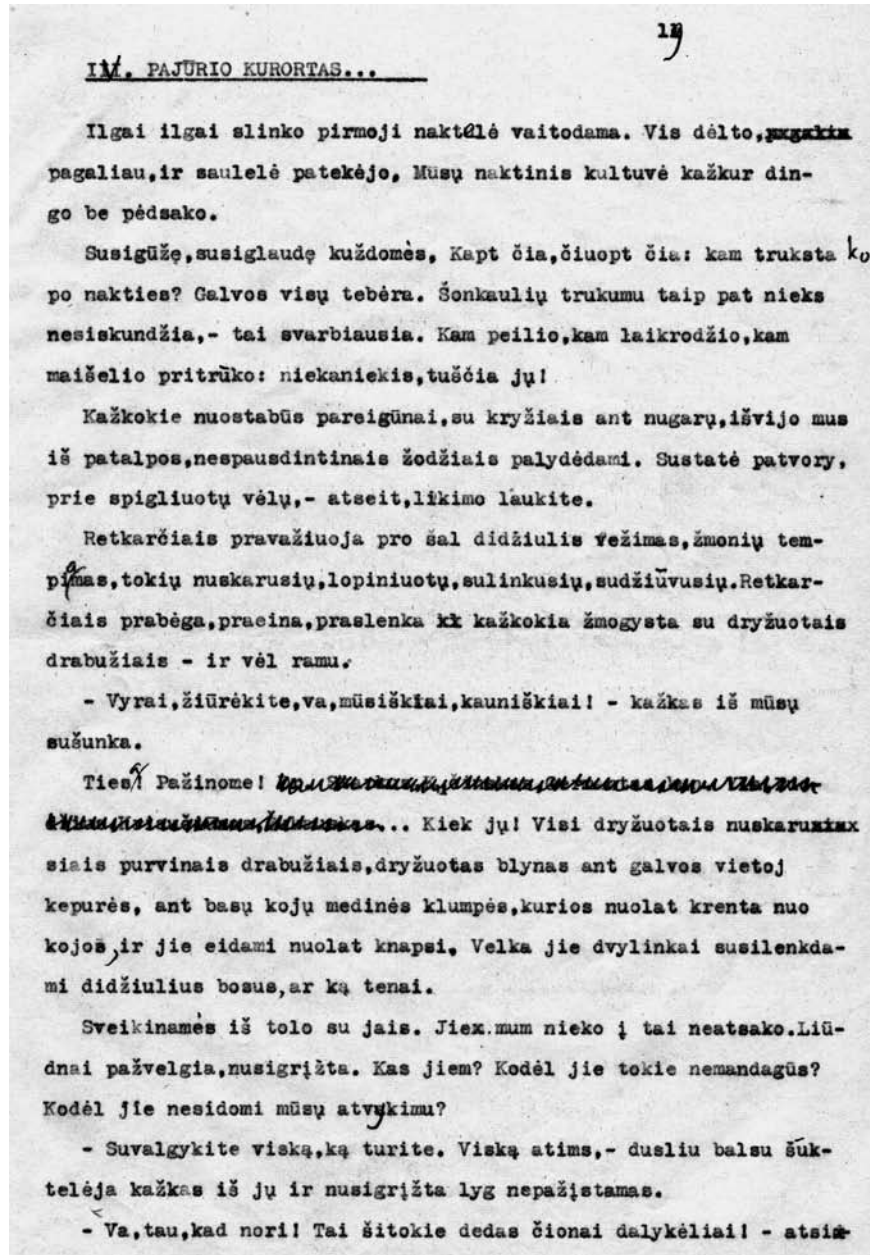 19
IV. PAJŪRIO KURORTAS...
Ilgai ilgai slinko pirmoji naktelė vaitodama. Vis dėlto,
pagaliau,ir saulelė patekėjo. Mūsų naktinis kultuvė kažkur din-
go be pėdsako.
Susigūžę,susiglaudę kuždomės. Kapt čia,čiuopt čia: kam truksta ko
po nakties? Galvos visų tebėra. Šonkaulių trukumu taip pat nieks
nesiskundžia,- tai svarbiausia. Kam peilio,kam laikrodžio,kam
maišelio pritrūko: niekaniekis,tuščia jų!
Kažkokie nuostabūs pareigūnai,su kryžiais ant nugarų,išvijo mus
iš patalpos,nespausdintinais žodžiais palydėdami. Sustatė patvory,
prie spigliuotų vėlų,- atseit,likimo laukite.
Retkarčiais pravažiuoja pro šal didžiulis vežimas,žmonių tem-
piamas,tokių nuskarusių,lopiniuotų,sulinkusių,sudžiūvusių.Retkar-
čiais prabėga,praeina,praslenka kažkokia žmogysta su dryžuotais
drabužiais - ir vėl ramu.
- Vyrai,žiūrėkite,va,mūsiškiai,kauniškiai! - kažkas iš mūsų
sušunka.
Pažinome!
... Kiek jų! Visi dryžuotais nuskaru
siais purvinais drabužiais,dryžuotas blynas ant galvos vietoj
kepurės, ant basų kojų medinės klumpės,kurios nuolat krenta nuo
kojos,ir jie eidami nuolat knapsi. Velka jie dvylinkai susilenkda-
mi didžiulius bosus,ar ką tenai.
Sveikinamės iš tolo su jais. Jie mum nieko į tai neatsako.Liū-
dnai pažvelgia,nusigrįžta. Kas jiem? Kodėl jie tokie nemandagūs?
Kodėl jie nesidomi mūsų atvykimu?
- Suvalgykite viską,ką turite. Viską atims,- dusliu balsu šūk-
telėja kažkas iš jų ir nusigrįžta lyg nepažįstamas.
- Va,tau,kad nori! Tai šitokie dedas čionai dalykėliai! -